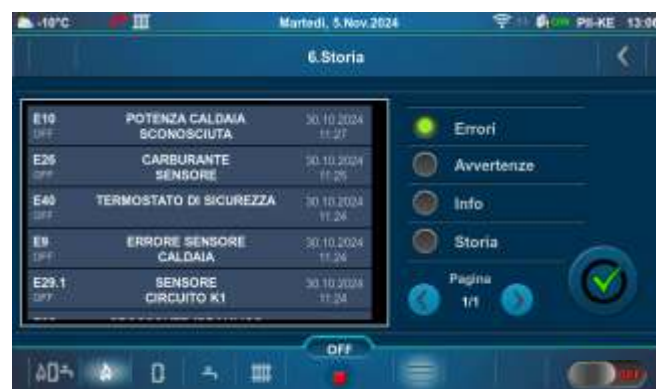 -10°C
Martedì, 5.Nov.2024
PII-KE 13:06
6.Storia
E10 POTENZA CALDAIA 30.10.2024
OFF SCONOSCIUTA 11:27
E26 CARBURANTE 30.10.2024
OFF SENSORE 11:25
E40 TERMOSTATO DI SICUREZZA 30.10.2024
OFF 11:24
E9 ERRORE SENSORE 30.10.2024
OFF CALDAIA 11:24
E29.1 SENSORE 30.10.2024
OFF CIRCUITO K1 11:24
Errori
Avvertenze
Info
Storia
Pagina
1/1
OFF
OFF